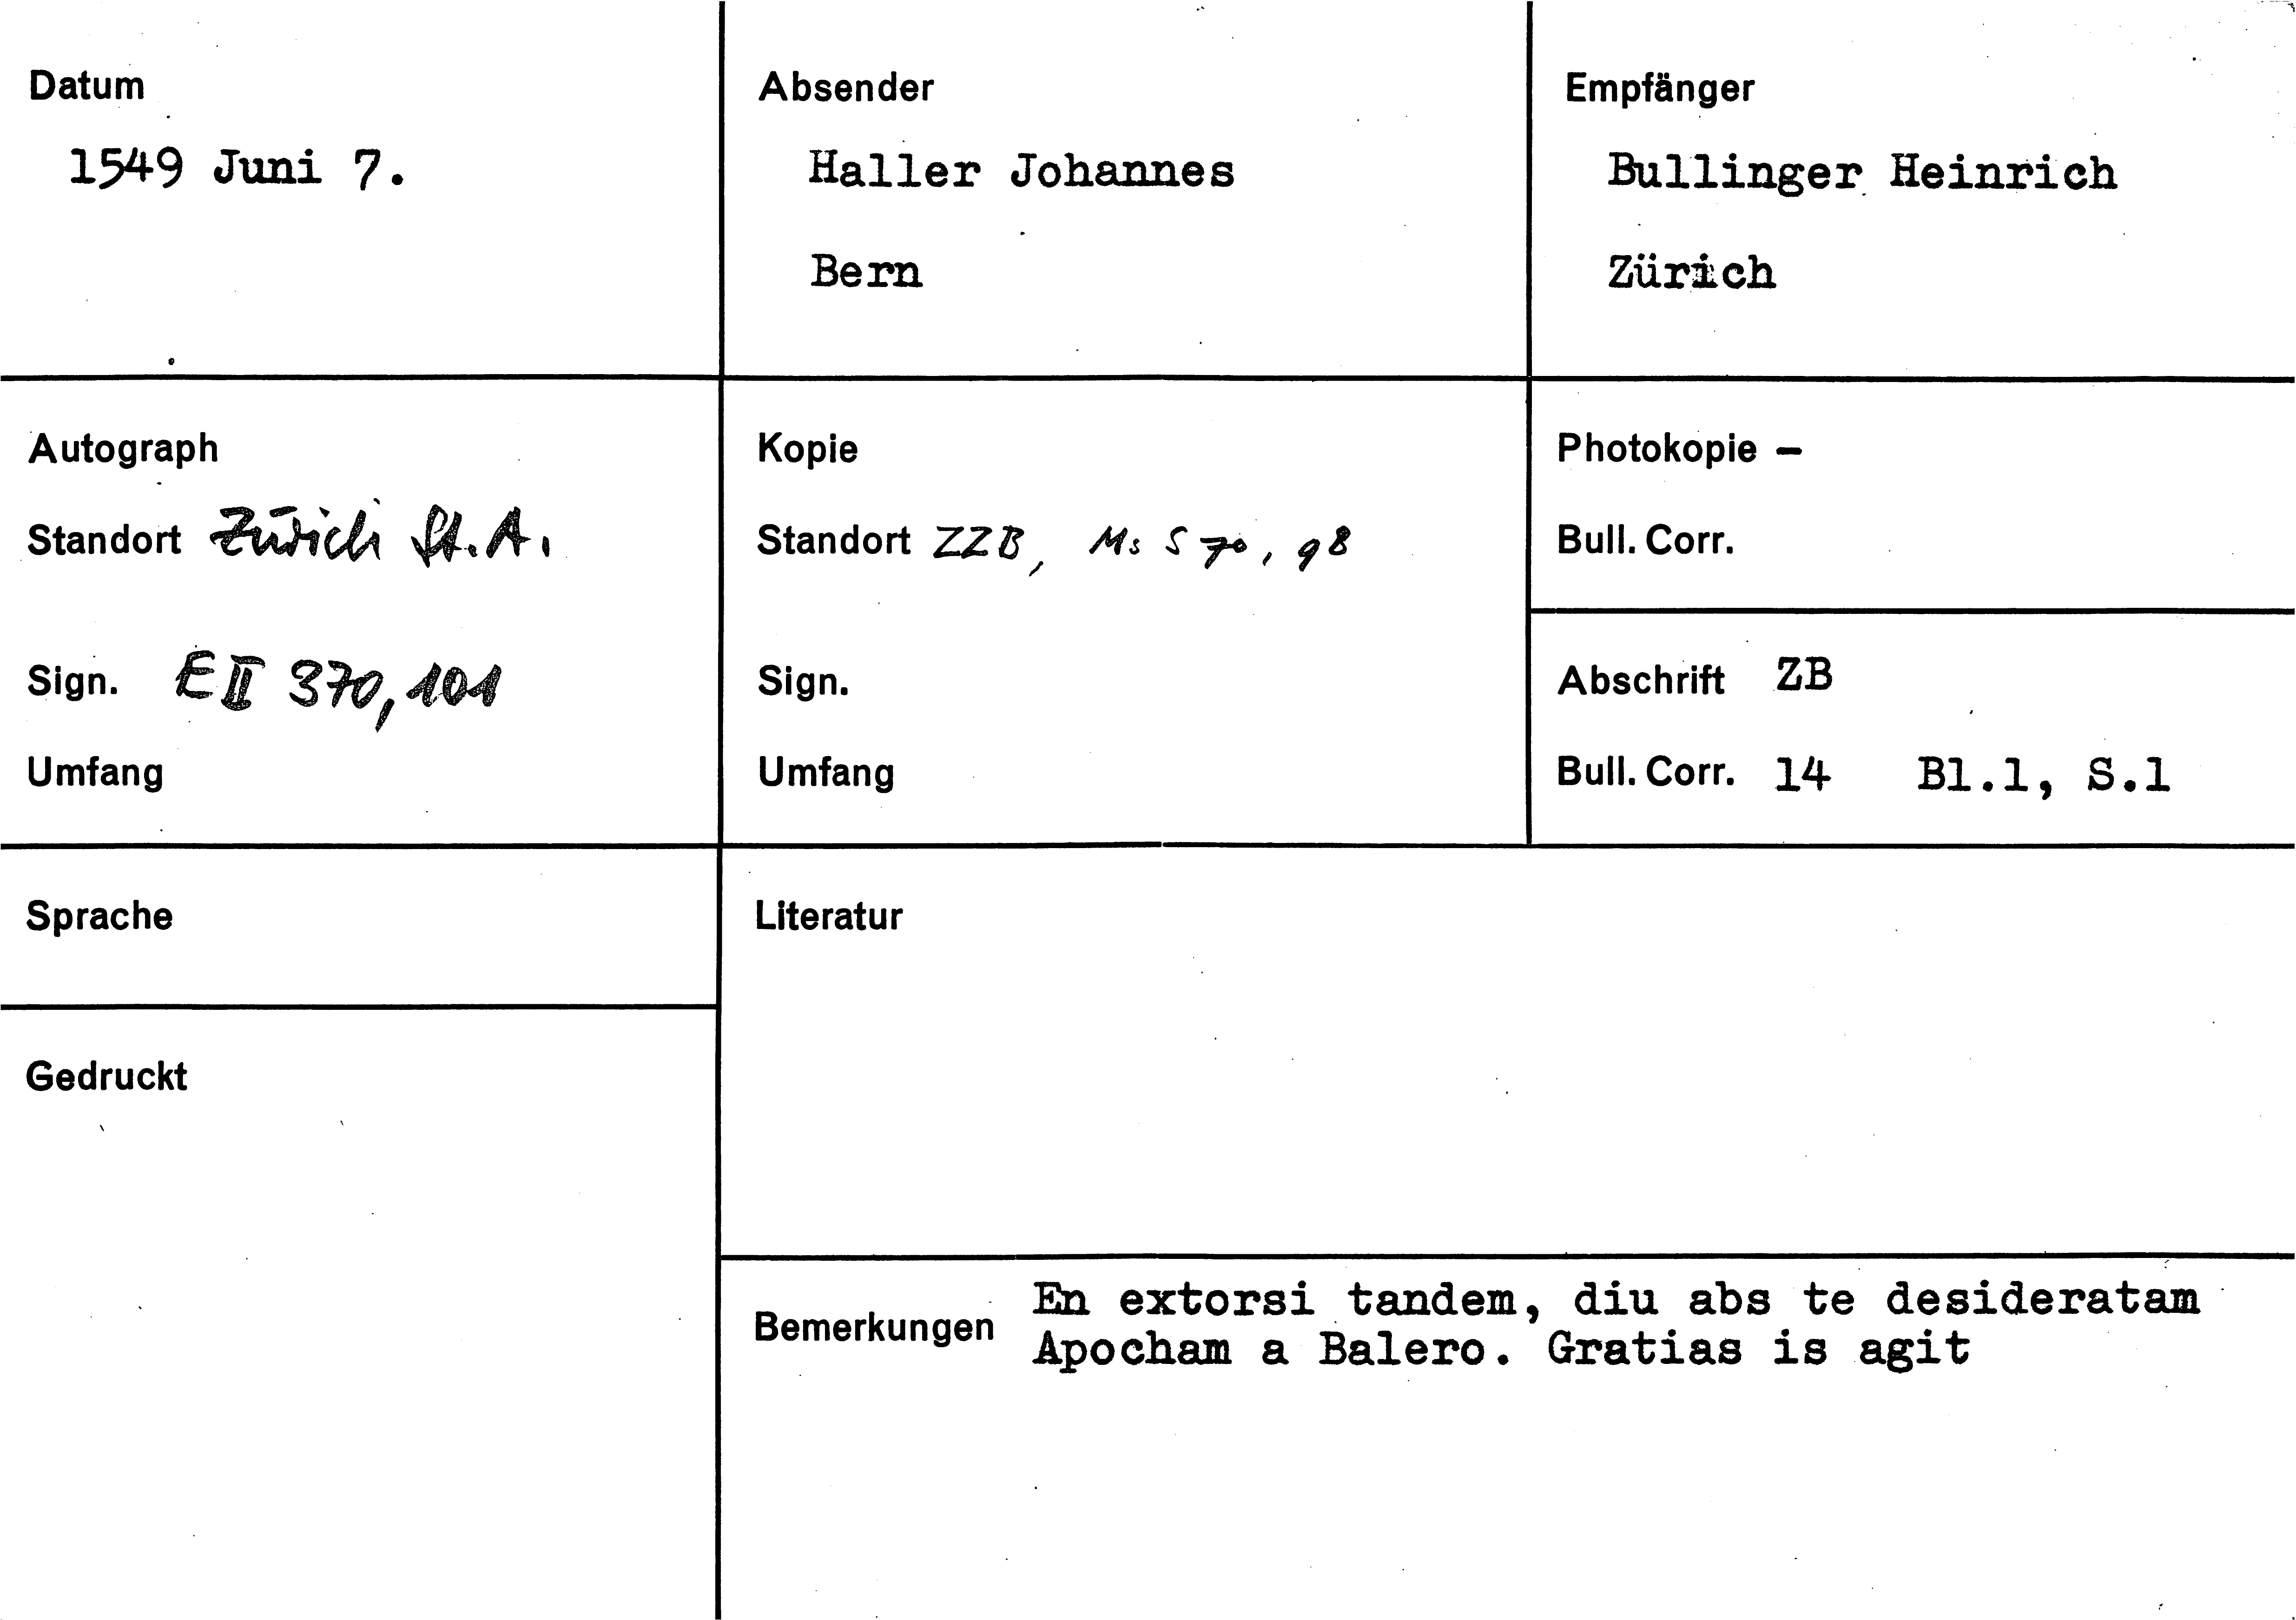 Datum
1549 Juni 7.
Absender
Haller Johannes
Bern
Empfänger
Bullinger Heinrich
Zürich
Autograph
Standort Zürich St.A.
Sign. E II 370, 101
Umfang
Kopie
Standort ZZB, Ms S 70, 98
Sign.
Umfang
Photokopie –
Bull. Corr.
Abschrift ZB
Bull. Corr. 14 Bl.1, S.1
Sprache
Literatur
Gedruckt
Bemerkungen En extorsi tandem, diu abs te desideratam
Apocham a Balero. Gratias is agit